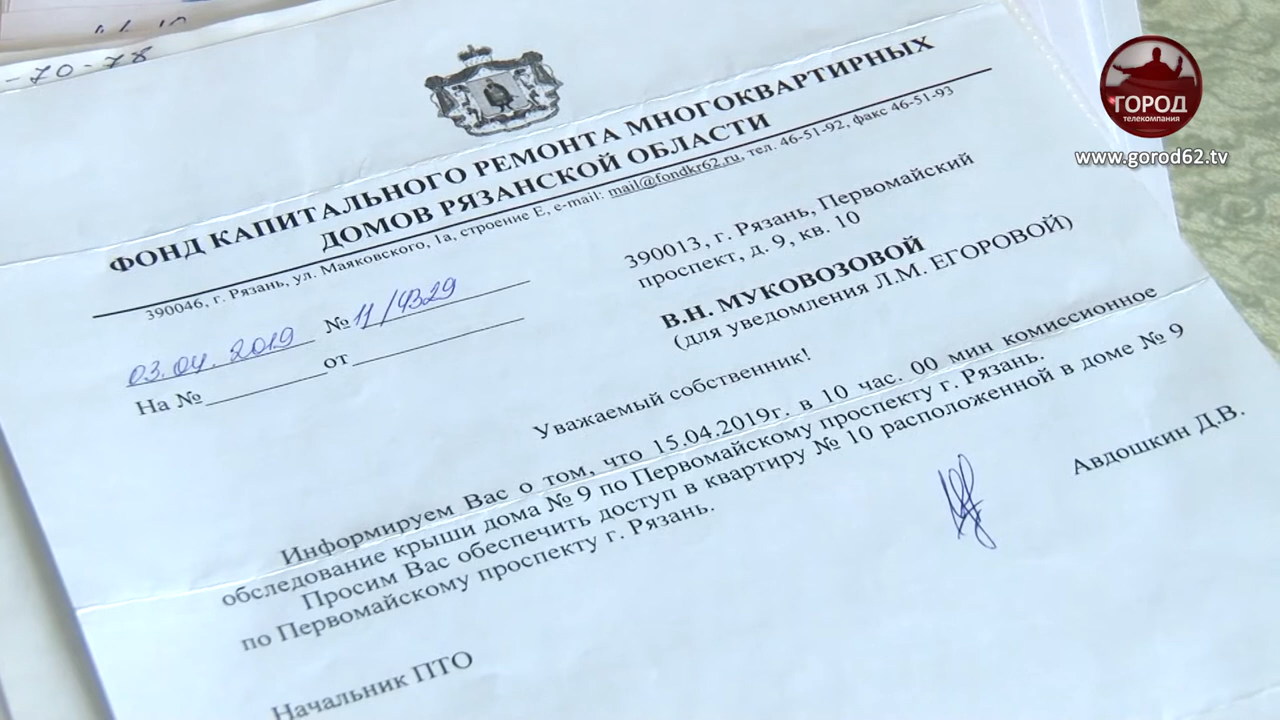 -70-78
ГОРОД
телекомпания
www.gorod62.tv
ФОНД КАПИТАЛЬНОГО РЕМОНТА МНОГОКВАРТИРНЫХ
ДОМОВ РЯЗАНСКОЙ ОБЛАСТИ
390046, г. Рязань, ул. Маяковского, 1а, строение Е, e-mail: mail@fondkr62.ru, тел. 46-51-92, факс 46-51-93
03.04.2019 № 11/4329
На № от
390013, г. Рязань, Первомайский
проспект, д. 9, кв. 10
В.Н. МУКОВОЗОВОЙ
(для уведомления Л.М. ЕГОРОВОЙ)
Уважаемый собственник!
Информируем Вас о том, что 15.04.2019г. в 10 час. 00 мин комиссионное
обследование крыши дома № 9 по Первомайскому проспекту г. Рязань.
Просим Вас обеспечить доступ в квартиру № 10 расположенной в доме № 9
по Первомайскому проспекту г. Рязань.
Начальник ПТО
Авдошкин Д.В.